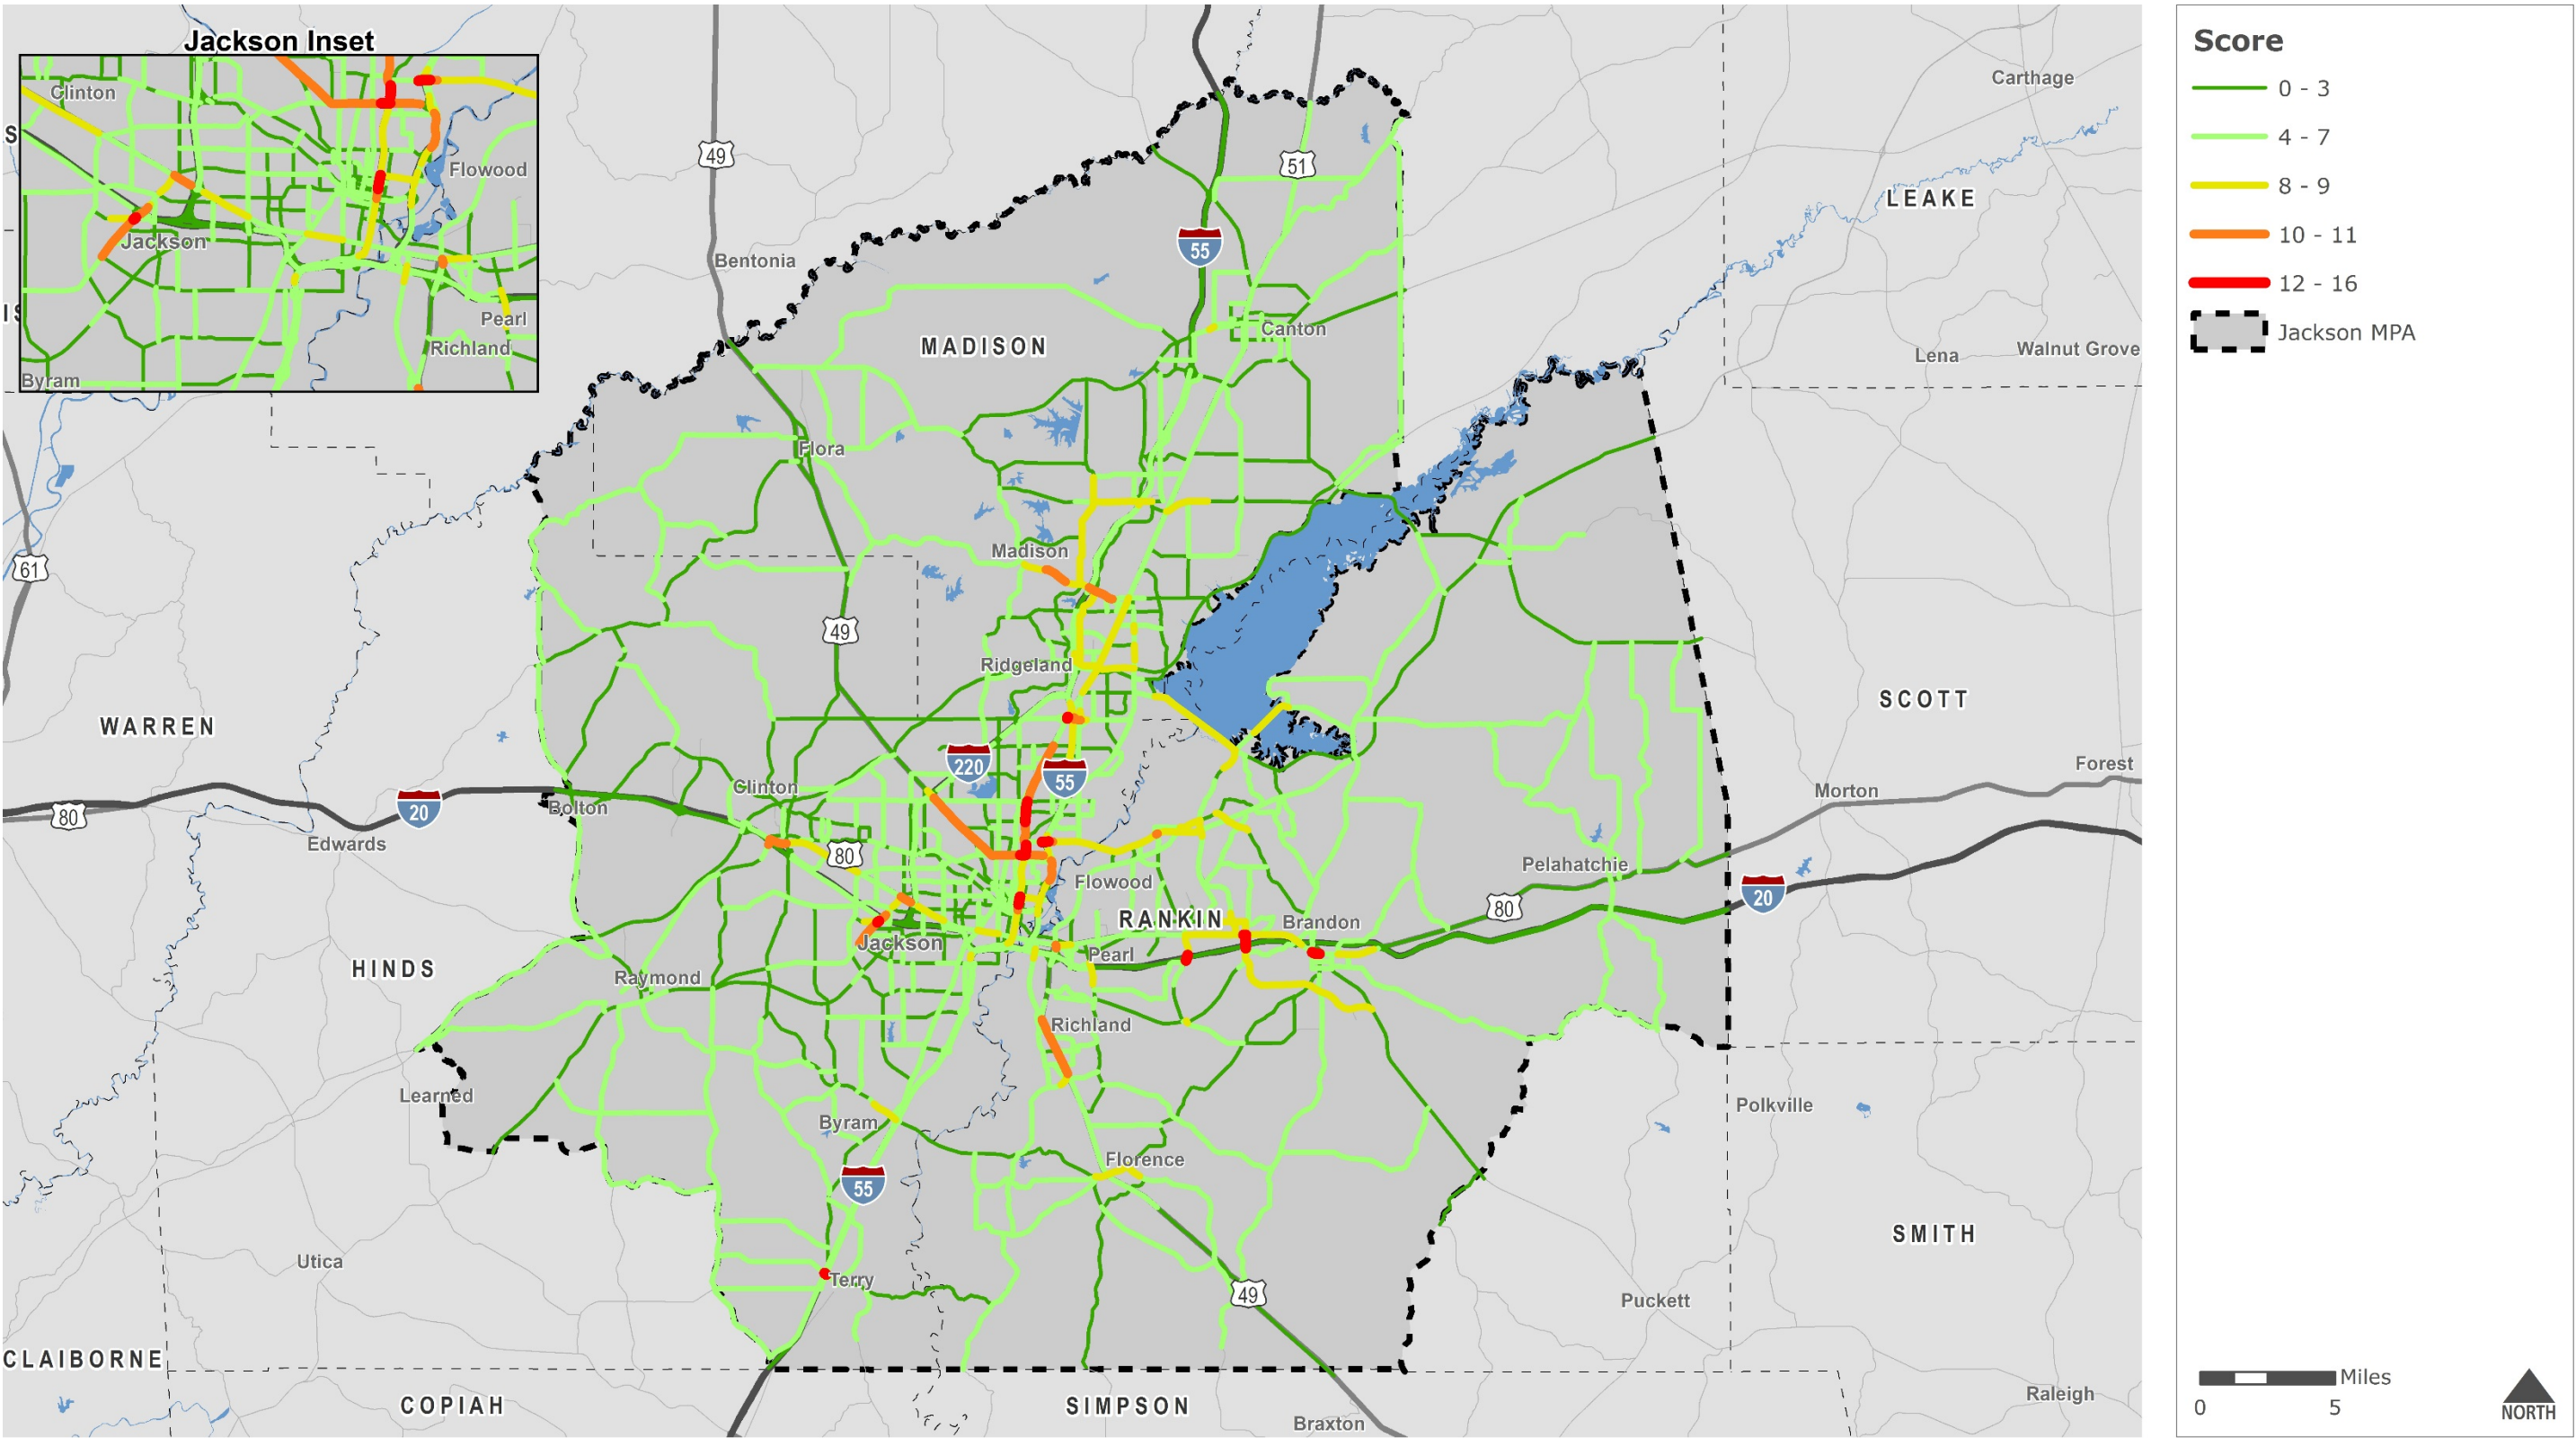 Jackson Inset
Clinton
Flowood
Jackson
Pearl
Richland
Byram
S
IS
Score
0 - 3
4 - 7
8 - 9
10 - 11
12 - 16
Jackson MPA
Carthage
49
51
LEAKE
55
Bentonia
Canton
MADISON
Lena
Walnut Grove
Flora
Madison
61
49
Ridgeland
SCOTT
WARREN
220
55
Forest
Clinton
Morton
80
20
Bolton
Edwards
80
Pelahatchie
Flowood
20
80
RANKIN
Brandon
Jackson
Pearl
HINDS
Raymond
Richland
Learned
Polkville
Byram
Florence
55
SMITH
Utica
Terry
49
Puckett
CLAIBORNE
COPIAH
SIMPSON
Braxton
Raleigh
Miles
0
5
NORTH